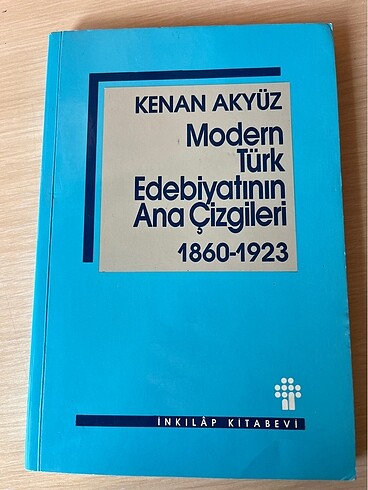 KENAN AKYÜZ
Modern
Türk
Edebiyatının
Ana Çizgileri
1860-1923
İNKILÂP KİTABEVİ